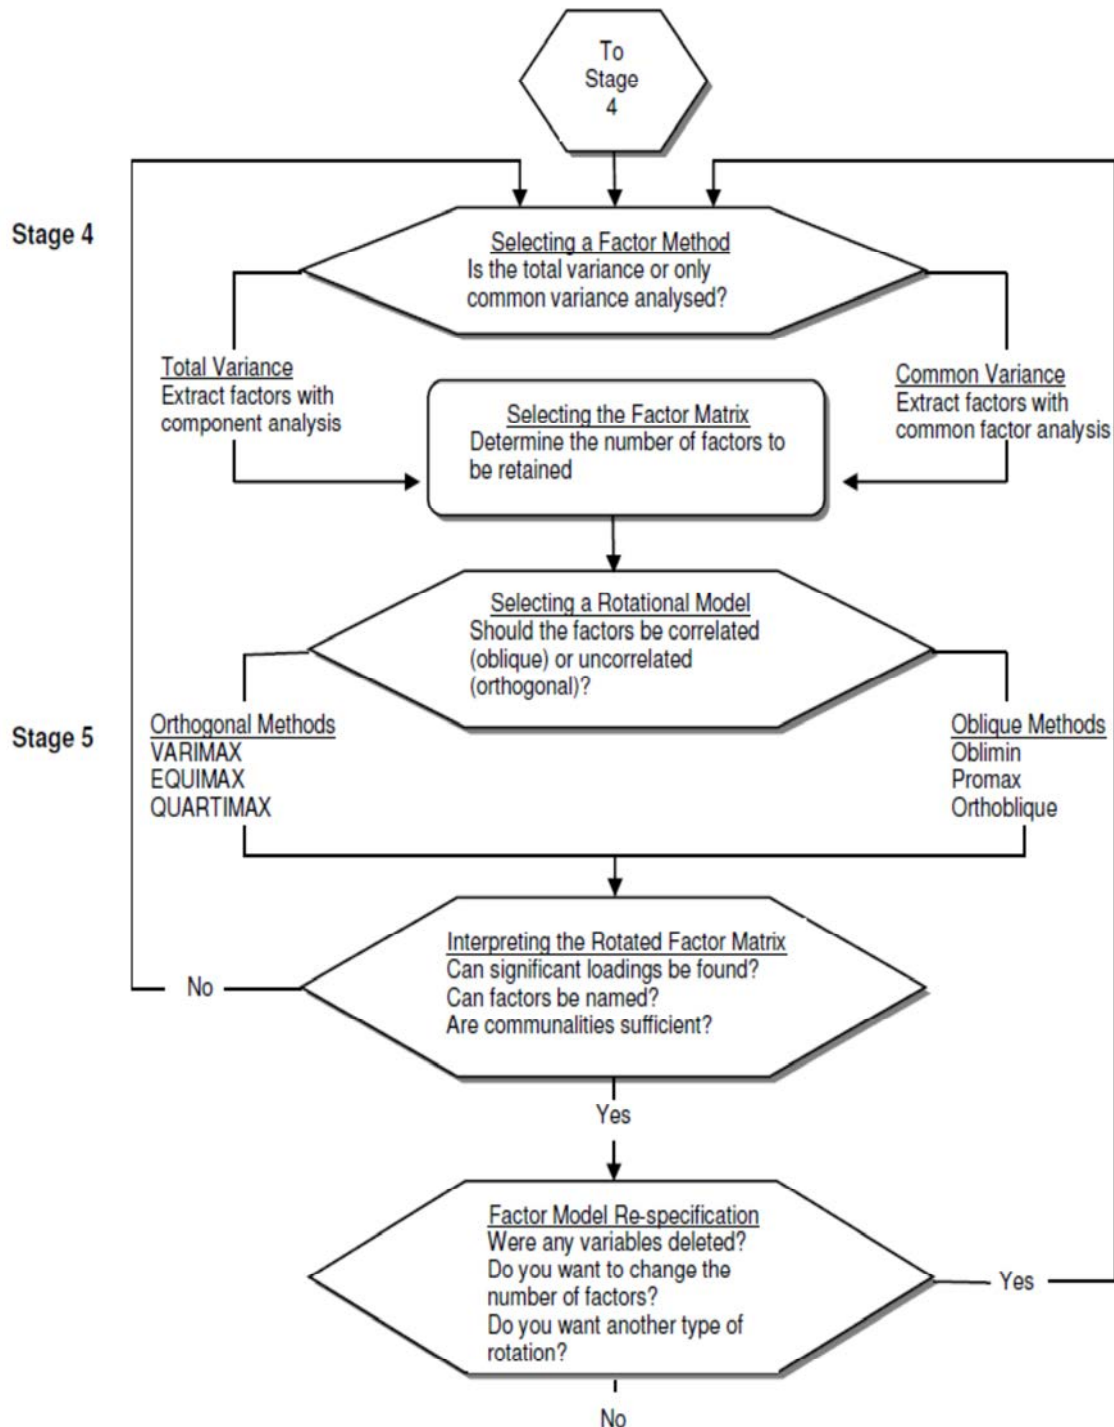 To
Stage
4
Stage 4
Selecting a Factor Method
Is the total variance or only
common variance analysed?
Total Variance
Extract factors with
component analysis
Common Variance
Extract factors with
common factor analysis
Selecting the Factor Matrix
Determine the number of factors to
be retained
Selecting a Rotational Model
Should the factors be correlated
(oblique) or uncorrelated
(orthogonal)?
Stage 5
Orthogonal Methods
VARIMAX
EQUIMAX
QUARTIMAX
Oblique Methods
Oblimin
Promax
Orthoblique
Interpreting the Rotated Factor Matrix
Can significant loadings be found?
Can factors be named?
Are communalities sufficient?
No
Yes
Factor Model Re-specification
Were any variables deleted?
Do you want to change the
number of factors?
Do you want another type of
rotation?
Yes
No